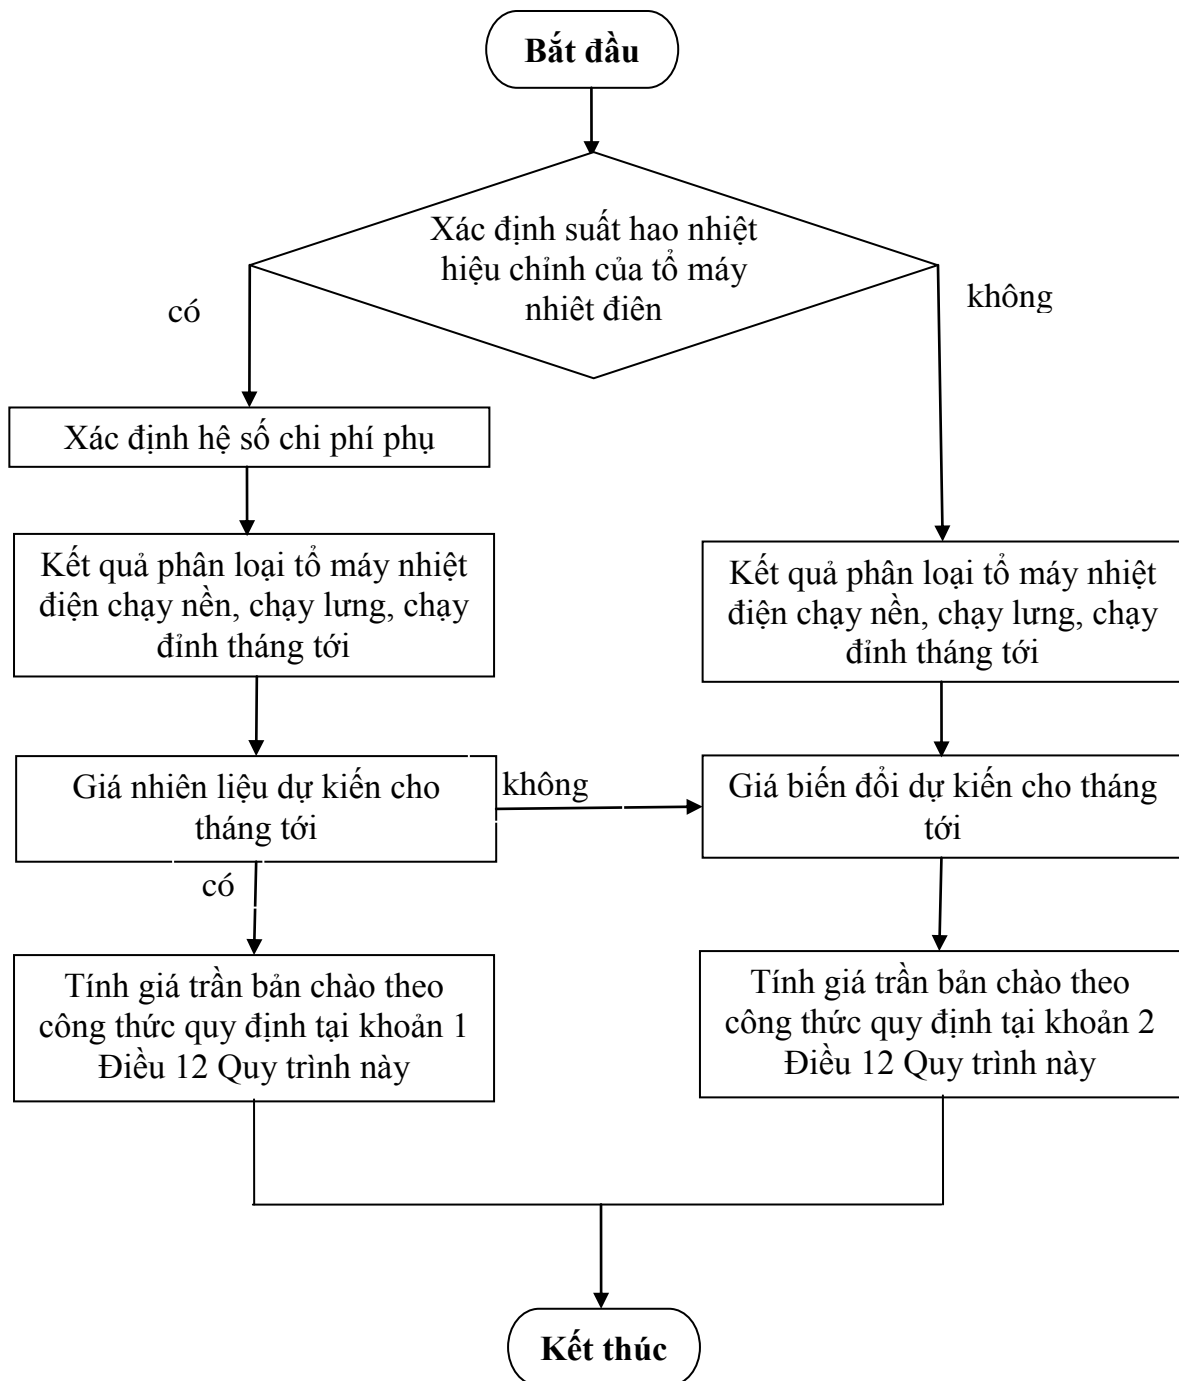 Bắt đầu
Xác định suất hao nhiệt
hiệu chỉnh của tổ máy
nhiêt điên
có
không
Xác định hệ số chi phí phụ
Kết quả phân loại tổ máy nhiệt
điện chạy nền, chạy lưng, chạy
đỉnh tháng tới
Kết quả phân loại tổ máy nhiệt
điện chạy nền, chạy lưng, chạy
đỉnh tháng tới
Giá nhiên liệu dự kiến cho
tháng tới
không
Giá biến đổi dự kiến cho tháng
tới
có
Tính giá trần bản chào theo
công thức quy định tại khoản 1
Điều 12 Quy trình này
Tính giá trần bản chào theo
công thức quy định tại khoản 2
Điều 12 Quy trình này
Kết thúc